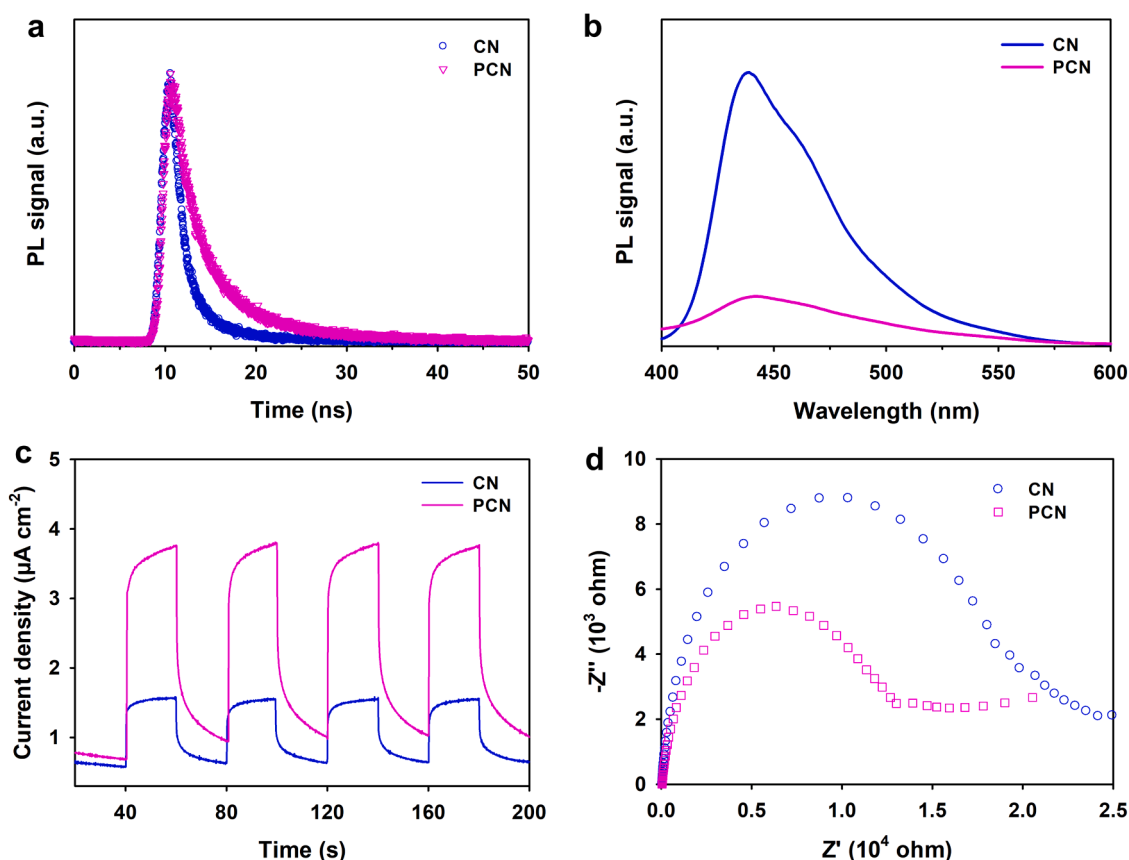 a
CN
PCN
PL signal (a.u.)
0 10 20 30 40 50
Time (ns)
b
CN
PCN
PL signal (a.u.)
400 450 500 550 600
Wavelength (nm)
c
CN
PCN
Current density (µA cm⁻²)
5
4
3
2
1
40 80 120 160 200
Time (s)
d
CN
PCN
-Z'' (10³ ohm)
10
8
6
4
2
0
0.0 0.5 1.0 1.5 2.0 2.5
Z' (10⁴ ohm)